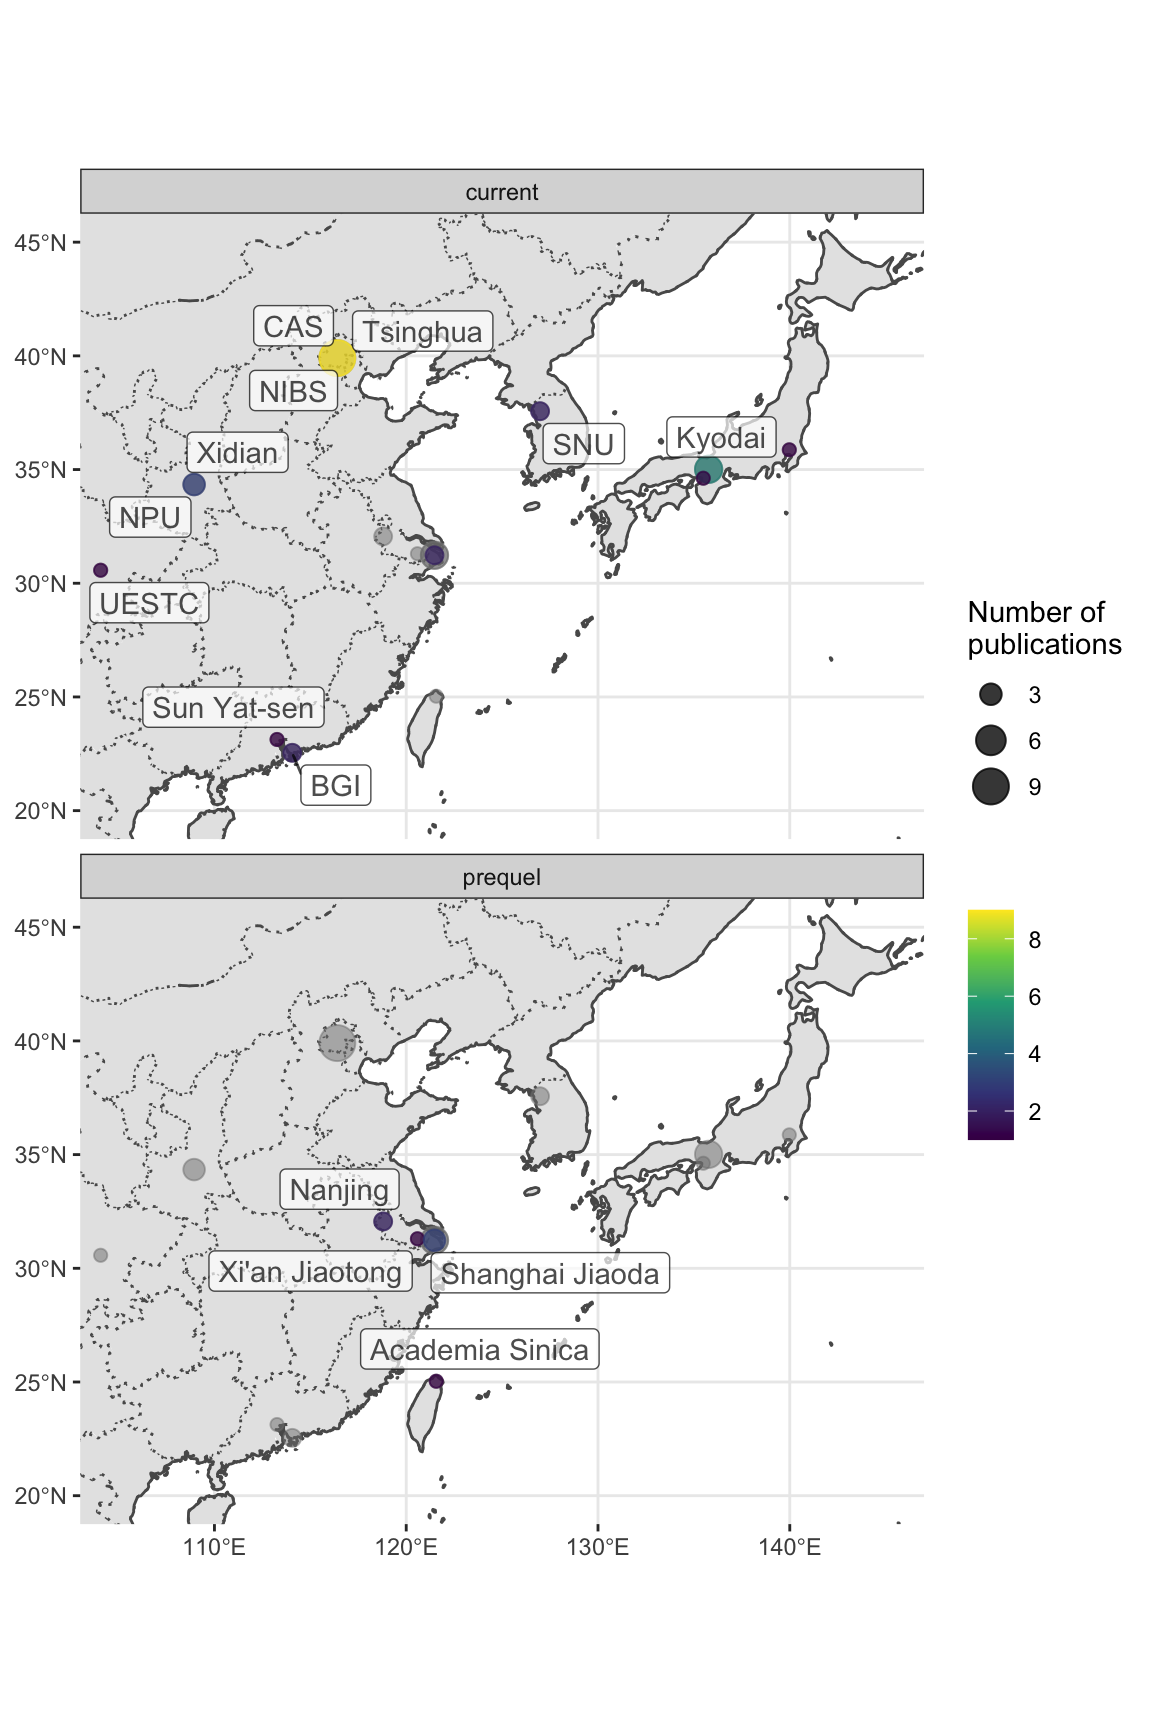 current
45°N
40°N
35°N
30°N
25°N
20°N
CAS
Tsinghua
NIBS
Xidian
SNU
Kyodai
NPU
UESTC
Sun Yat-sen
BGI
prequel
45°N
40°N
35°N
30°N
25°N
20°N
Nanjing
Xi'an Jiaotong
Shanghai Jiaoda
Academia Sinica
110°E
120°E
130°E
140°E
Number of
publications
3
6
9
8
6
4
2